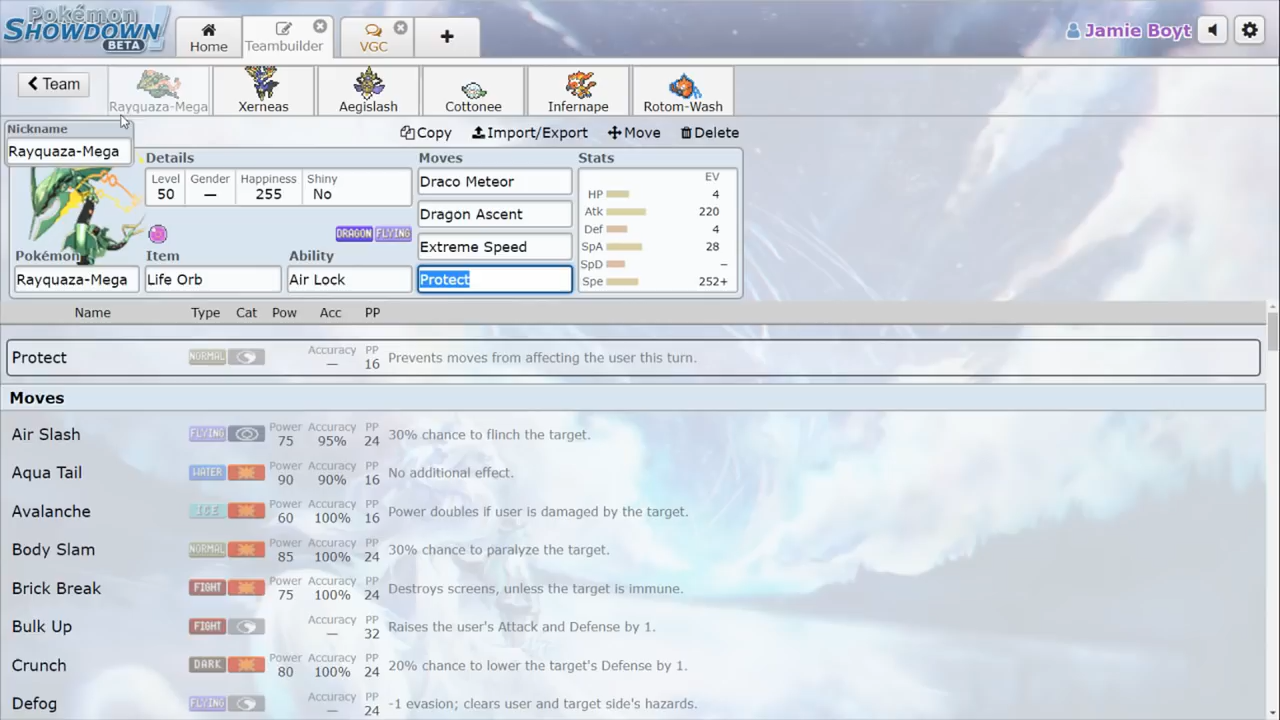 Pokémon
SHOWDOWN!
BETA
Home
Teambuilder
VGC
Jamie Boyt
Team
Rayquaza-Mega
Xerneas
Aegislash
Cottonee
Infernape
Rotom-Wash
Nickname
Rayquaza-Mega
Copy
Import/Export
Move
Delete
Details
Level Gender Happiness Shiny
50 — 255 No
DRAGON FLYING
Pokémon Item Ability
Rayquaza-Mega Life Orb Air Lock
Moves
Draco Meteor
Dragon Ascent
Extreme Speed
Protect
Stats
EV
HP 4
Atk 220
Def 4
SpA 28
SpD –
Spe 252+
Name Type Cat Pow Acc PP
Protect NORMAL Accuracy — PP 16 Prevents moves from affecting the user this turn.
Moves
Air Slash FLYING Power 75 Accuracy 95% PP 24 30% chance to flinch the target.
Aqua Tail WATER Power 90 Accuracy 90% PP 16 No additional effect.
Avalanche ICE Power 60 Accuracy 100% PP 16 Power doubles if user is damaged by the target.
Body Slam NORMAL Power 85 Accuracy 100% PP 24 30% chance to paralyze the target.
Brick Break FIGHT Power 75 Accuracy 100% PP 24 Destroys screens, unless the target is immune.
Bulk Up FIGHT Accuracy — PP 32 Raises the user's Attack and Defense by 1.
Crunch DARK Power 80 Accuracy 100% PP 24 20% chance to lower the target's Defense by 1.
Defog FLYING Accuracy — PP 24 -1 evasion; clears user and target side's hazards.